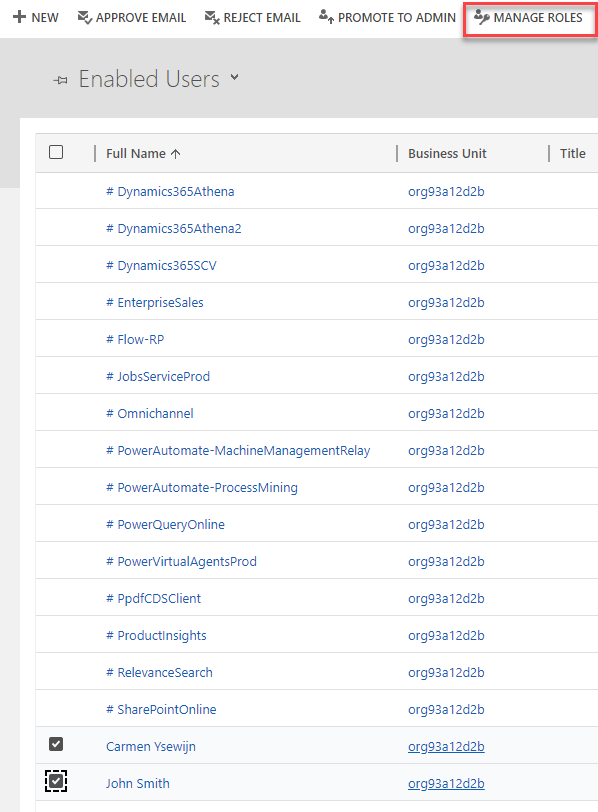 NEW APPROVE EMAIL REJECT EMAIL PROMOTE TO ADMIN MANAGE ROLES
Enabled Users
Full Name Business Unit Title
# Dynamics365Athena org93a12d2b
# Dynamics365Athena2 org93a12d2b
# Dynamics365SCV org93a12d2b
# EnterpriseSales org93a12d2b
# Flow-RP org93a12d2b
# JobsServiceProd org93a12d2b
# Omnichannel org93a12d2b
# PowerAutomate-MachineManagementRelay org93a12d2b
# PowerAutomate-ProcessMining org93a12d2b
# PowerQueryOnline org93a12d2b
# PowerVirtualAgentsProd org93a12d2b
# PpdfCDSClient org93a12d2b
# ProductInsights org93a12d2b
# RelevanceSearch org93a12d2b
# SharePointOnline org93a12d2b
Carmen Ysewijn org93a12d2b
John Smith org93a12d2b